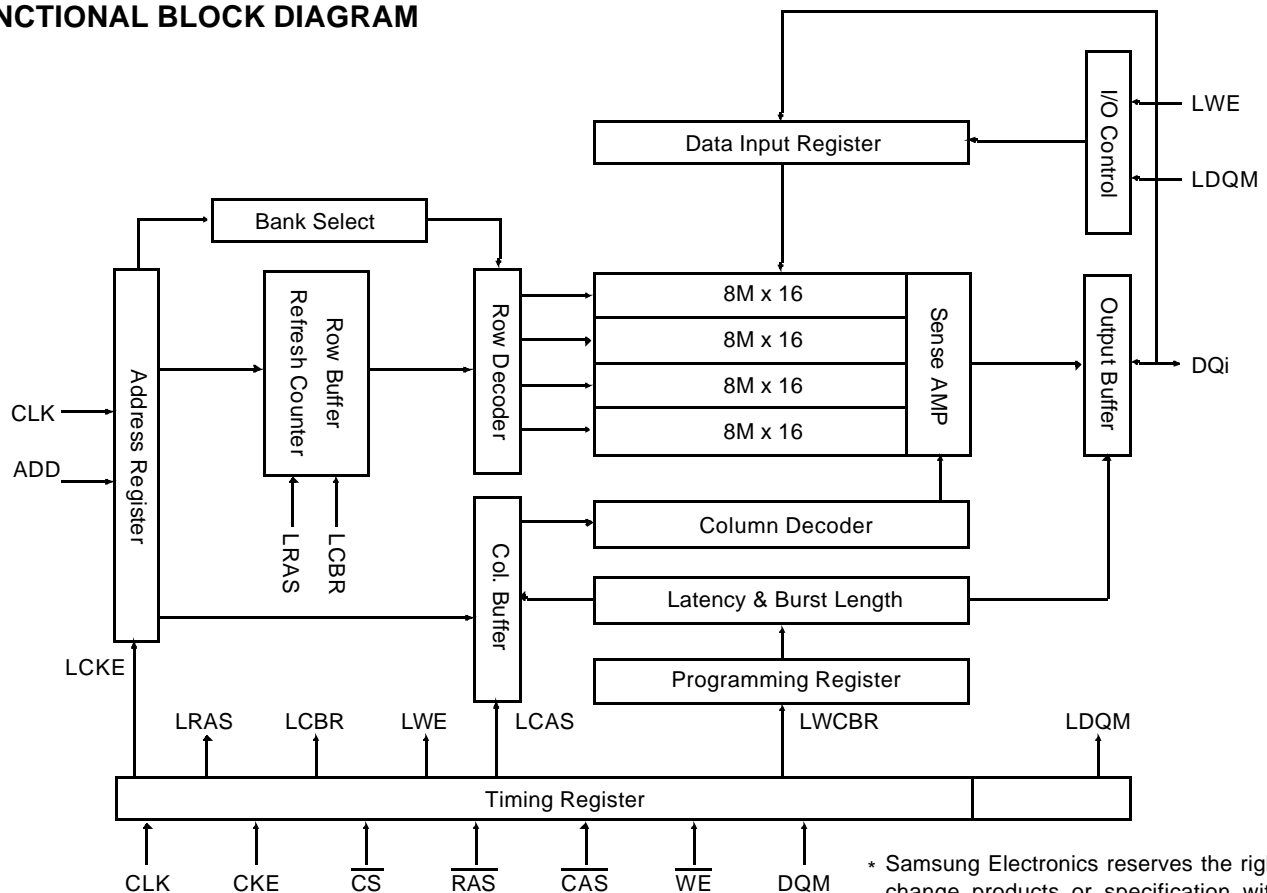 NCTIONAL BLOCK DIAGRAM
I/O Control
LWE
Data Input Register
LDQM
Bank Select
8M x 16
8M x 16
8M x 16
8M x 16
Sense AMP
Output Buffer
DQi
Row Decoder
Row Buffer
Refresh Counter
Address Register
CLK
ADD
LRAS
LCBR
Col. Buffer
Column Decoder
Latency & Burst Length
Programming Register
LCKE
LRAS
LCBR
LWE
LCAS
LWCBR
LDQM
Timing Register
CLK
CKE
CS
RAS
CAS
WE
DQM
* Samsung Electronics reserves the righ
change products or specification wit